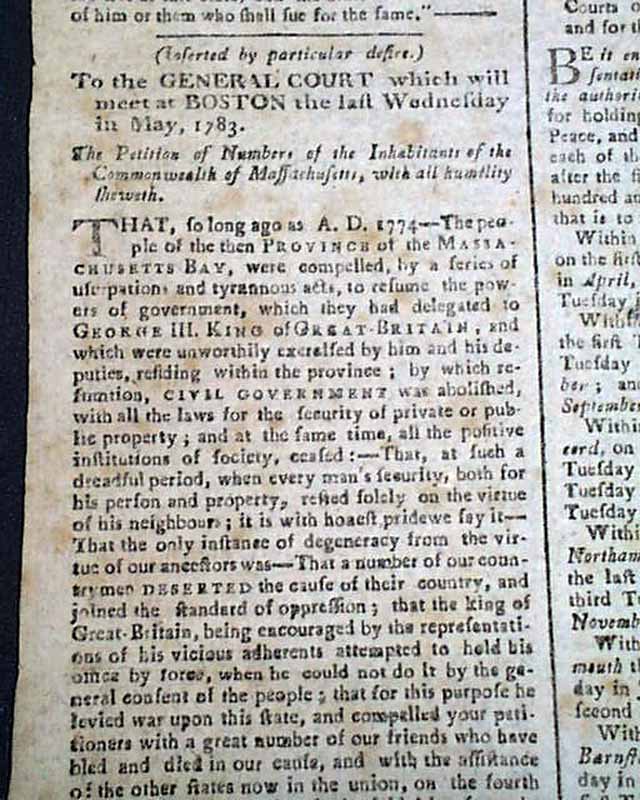 of him or them who shall sue for the same."
(Inserted by particular desire.)
To the GENERAL COURT which will
meet at BOSTON the laſt Wedneſday
in May, 1783.
The Petition of Numbers of the Inhabitants of the
Commonwealth of Maſſachuſetts, with all humility
ſheweth.
THAT, ſo long ago as A. D. 1774—The peo-
ple of the then PROVINCE of the MASSA-
CHUSETTS BAY, were compelled, by a ſeries of
uſurpations and tyrannous acts, to reſume the pow-
ers of government, which they had delegated to
GEORGE III. KING of GREAT-BRITAIN, and
which were unworthily exerciſed by him and his de-
puties, reſiding within the province; by which re-
ſumtion, CIVIL GOVERNMENT was aboliſhed,
with all the laws for the ſecurity of private or pub-
lic property; and at the ſame time, all the poſitive
inſtitutions of ſociety, ceaſed:—That, at ſuch a
dreadful period, when every man's ſecurity, both for
his perſon and property, reſted ſolely on the virtue
of his neighbours; it is with honeſt pride we ſay it—
That the only inſtance of degeneracy from the vir-
tue of our anceſtors was—That a number of our coun-
trymen DESERTED the cauſe of their country, and
joined the ſtandard of oppreſſion; that the king of
Great-Britain, being encouraged by the repreſentati-
ons of his vicious adherents attempted to hold his
office by force, when he could not do it by the ge-
neral conſent of the people; that for this purpoſe he
levied war upon this ſtate, and compelled your peti-
tioners with a great number of our friends who have
bled and died in our cauſe, and with the aſſiſtance
of the other ſtates now in the union, on the fourth
Courts o
and for t
BE it en
ſentati
the authori
for holding
Peace, and
each of th
after the fi
hundred an
that is to
Within
on the firſt
in April,
Tueſday
Within
the firſt T
Tueſday
ber; and
September
Within
cord, on
Tueſday
Tueſday
Tueſday
Within
Northam
the laſt
third T
Novemb
With
mouth t
day in
ſecond
With
Barnſt
day in